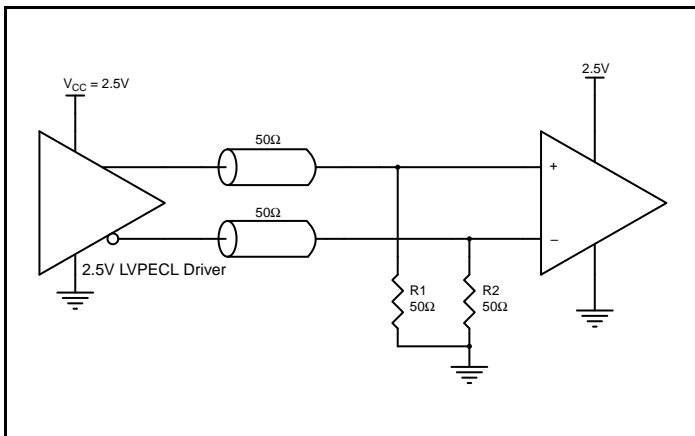 V_CC = 2.5V
2.5V
50Ω
+
50Ω
–
2.5V LVPECL Driver
R1
50Ω
R2
50Ω